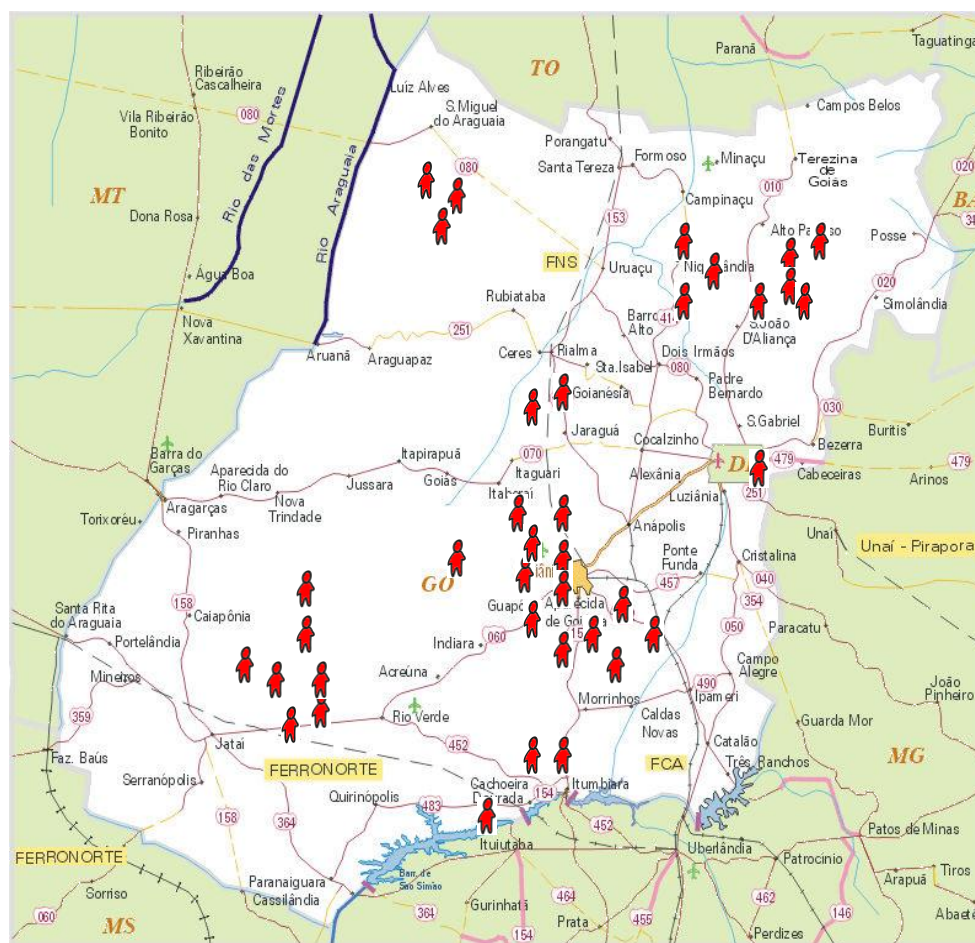 Taguatinga
Paranã
TO
Ribeirão
Cascalheira
Luíz Alves
080
Vila Ribeirão
Bonito
Rio das Mortes
S.Miguel
do Araguaia
Campos Belos
Porangatu
Santa Tereza
Formoso
Minaçu
Terezina de
Goiás
080
020
MT
010
Campinaçu
BA
Dona Rosa
Rio Araguaia
153
Posse
FNS
Uruaçu
Água Boa
020
Simolândia
Rubiataba
Nova
Xavantina
251
Barro
Alto
S.João
D'Aliança
Aruanã
Araguapaz
Ceres
Rialma
Dois Irmãos
Sta.Isabel
080
Padre
Bernardo
Goianésia
030
S.Gabriel
Buritis
Jaraguá
Cocalzinho
Bezerra
Barra do
Garças
Itapirapuã
070
Itaguari
479
Cabeceiras
479
Aparecida do
Rio Claro
Jussara
Goiás
Alexânia
Luziânia
251
Arinos
Aragarças
Nova
Trindade
Torixoréu
Piranhas
Anápolis
Unaí
Unaí - Pirapora
Ponte
Funda
Cristalina
GO
457
040
158
Guapó
354
Santa Rita
do Araguaia
Caiapônia
Portelândia
060
Indiara
050
Paracatu
Mineiros
Acreúna
Campo
Alegre
490
Ipameri
João
Pinheiro
Morrinhos
359
Rio Verde
Caldas
Novas
Guarda Mor
Jataí
452
Catalão
MG
Faz. Baús
FERRONORTE
FCA
Três Ranchos
Serranópolis
Cachoeira
Itumbiara
154
Quirinópolis
483
158
364
452
Patos de Minas
Ituiutaba
Uberlândia
FERRONORTE
Patrocínio
Tiros
Sorriso
Paranaiguara
Cassilândia
Barr. de
São Simão
Arapuã
464
462
060
364
Gurinhatã
455
146
Abaeté
MS
Prata
154
Perdizes